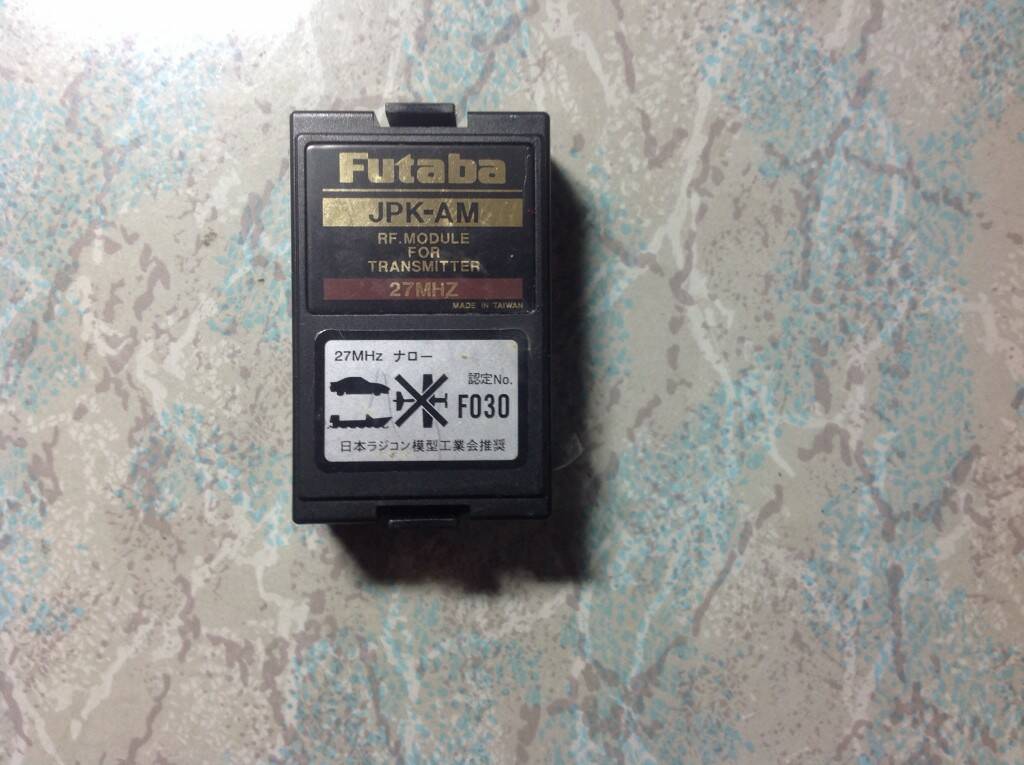 Futaba
JPK-AM
RF.MODULE
FOR
TRANSMITTER
27MHZ
MADE IN TAIWAN
27MHz ナロー
認定No.
F030
日本ラジコン模型工業会推奨